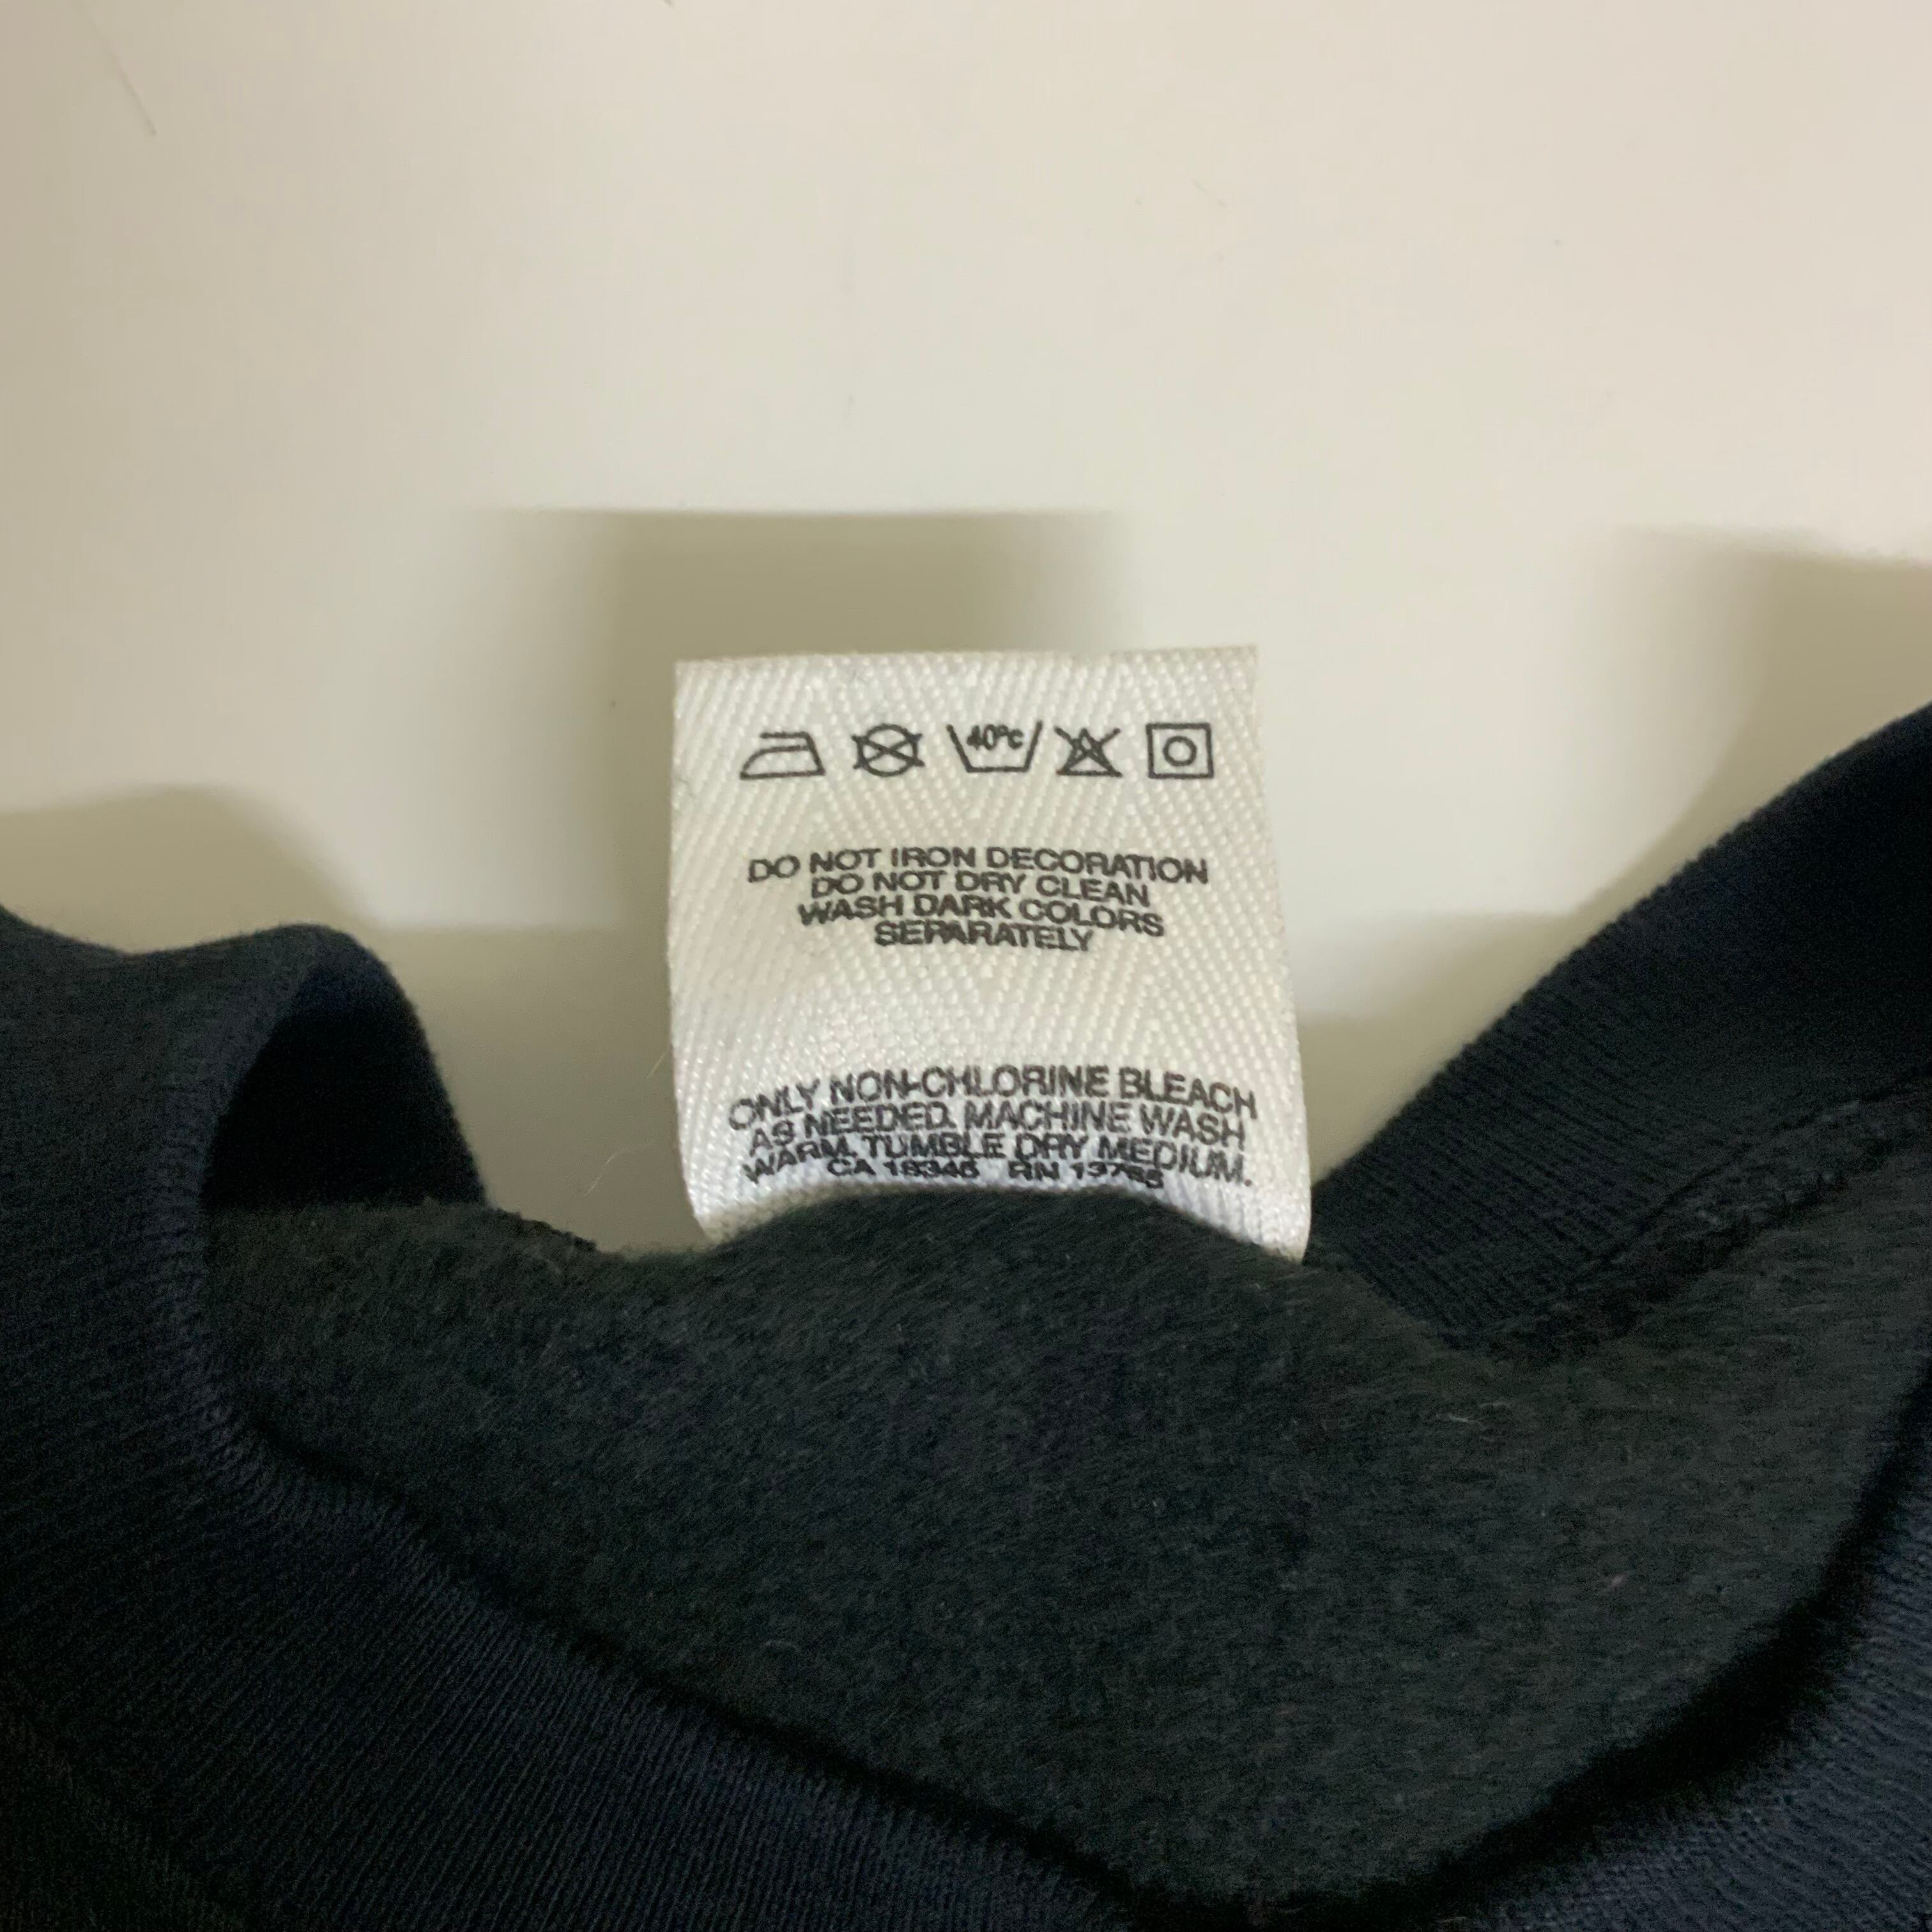 40°c
DO NOT IRON DECORATION
DO NOT DRY CLEAN
WASH DARK COLORS
SEPARATELY
ONLY NON-CHLORINE BLEACH
AS NEEDED. MACHINE WASH
WARM. TUMBLE DRY MEDIUM.
CA 18346 RN 13765